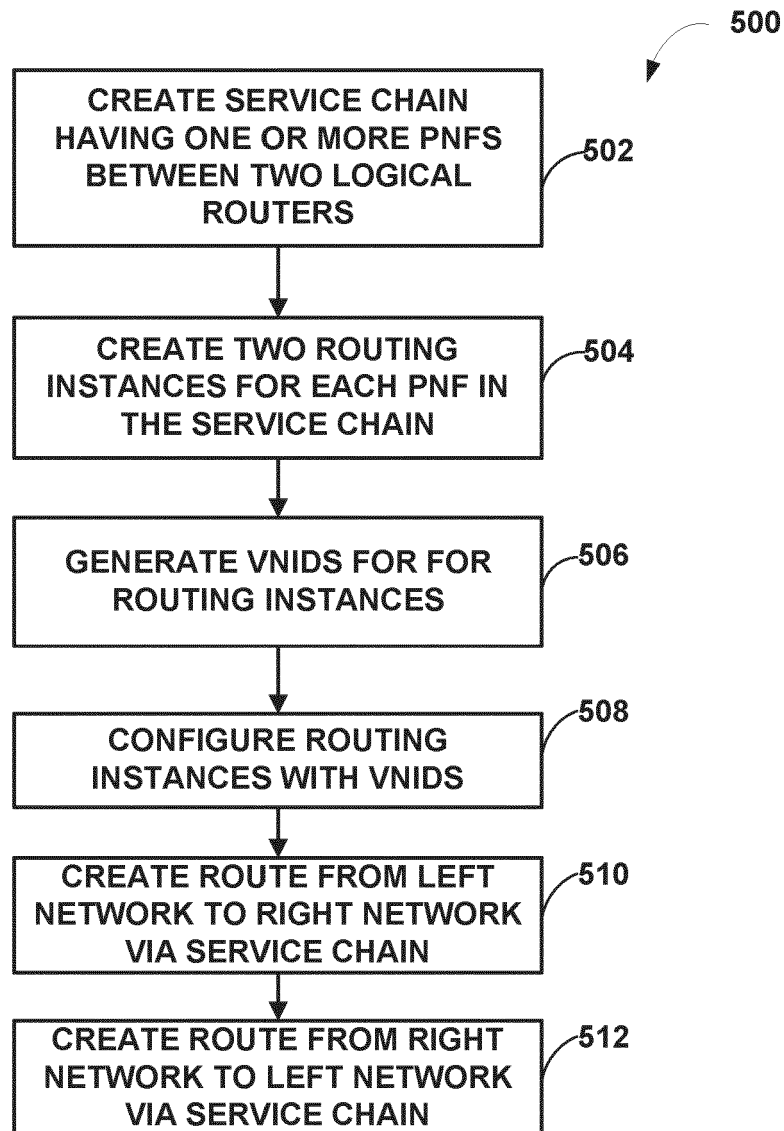 500
CREATE SERVICE CHAIN
HAVING ONE OR MORE PNFS
BETWEEN TWO LOGICAL
ROUTERS
502
CREATE TWO ROUTING
INSTANCES FOR EACH PNF IN
THE SERVICE CHAIN
504
GENERATE VNIDS FOR FOR
ROUTING INSTANCES
506
CONFIGURE ROUTING
INSTANCES WITH VNIDS
508
CREATE ROUTE FROM LEFT
NETWORK TO RIGHT NETWORK
VIA SERVICE CHAIN
510
CREATE ROUTE FROM RIGHT
NETWORK TO LEFT NETWORK
VIA SERVICE CHAIN
512